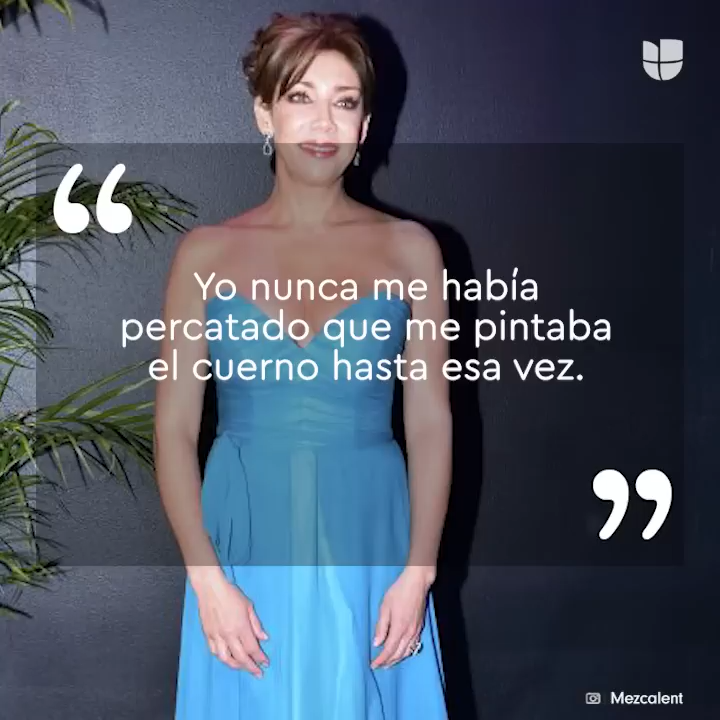 “
Yo nunca me había
percatado que me pintaba
el cuerno hasta esa vez.
”
Mezcalent